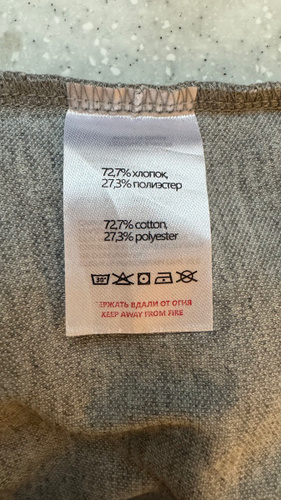 72,7% хлопок,
27,3% полиэстер
72,7% cotton,
27,3% polyester
30°
ДЕРЖАТЬ ВДАЛИ ОТ ОГНЯ
KEEP AWAY FROM FIRE